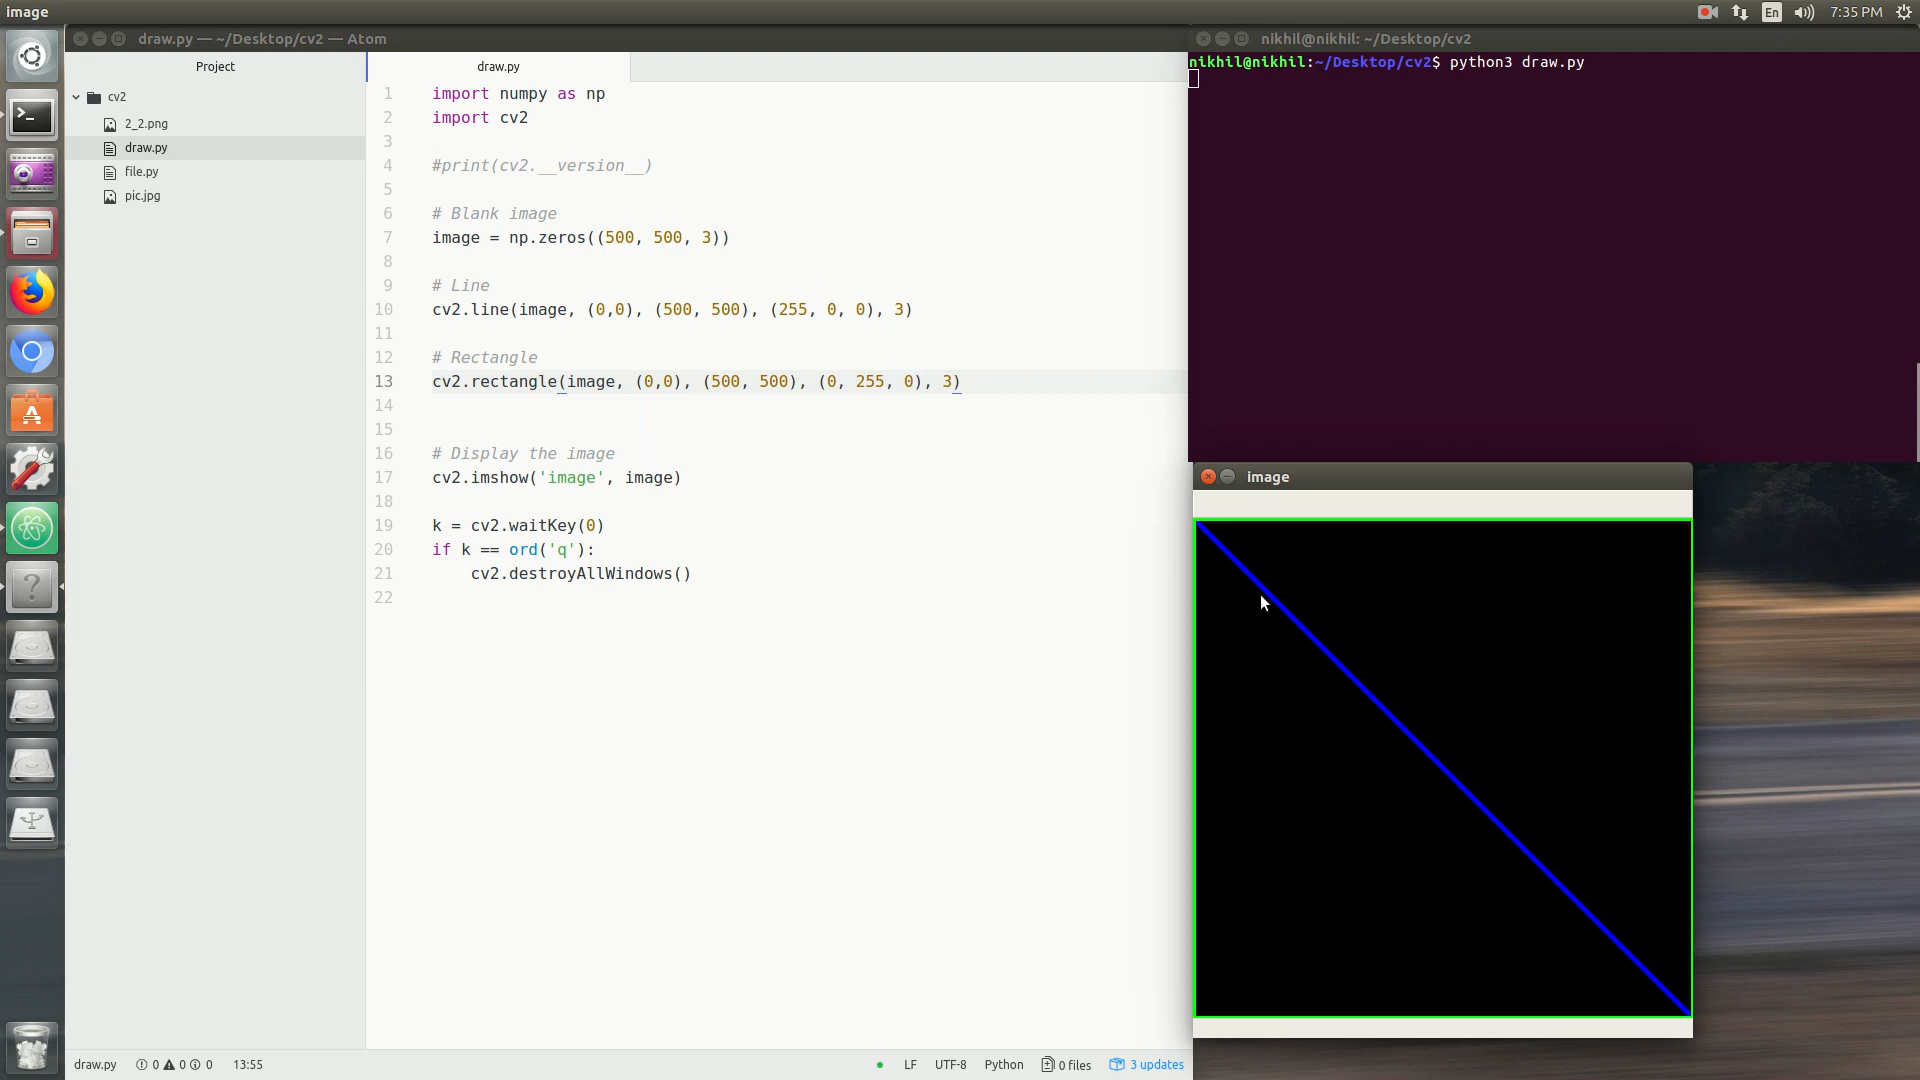 image
En
7:35 PM
draw.py — ~/Desktop/cv2 — Atom
Project
cv2
2_2.png
draw.py
file.py
pic.jpg
draw.py
1 import numpy as np
2 import cv2
3
4 #print(cv2.__version__)
5
6 # Blank image
7 image = np.zeros((500, 500, 3))
8
9 # Line
10 cv2.line(image, (0,0), (500, 500), (255, 0, 0), 3)
11
12 # Rectangle
13 cv2.rectangle(image, (0,0), (500, 500), (0, 255, 0), 3)
14
15
16 # Display the image
17 cv2.imshow('image', image)
18
19 k = cv2.waitKey(0)
20 if k == ord('q'):
21     cv2.destroyAllWindows()
22
draw.py 0 0 0 13:55 LF UTF-8 Python 0 files 3 updates
nikhil@nikhil: ~/Desktop/cv2
nikhil@nikhil:~/Desktop/cv2$ python3 draw.py
image